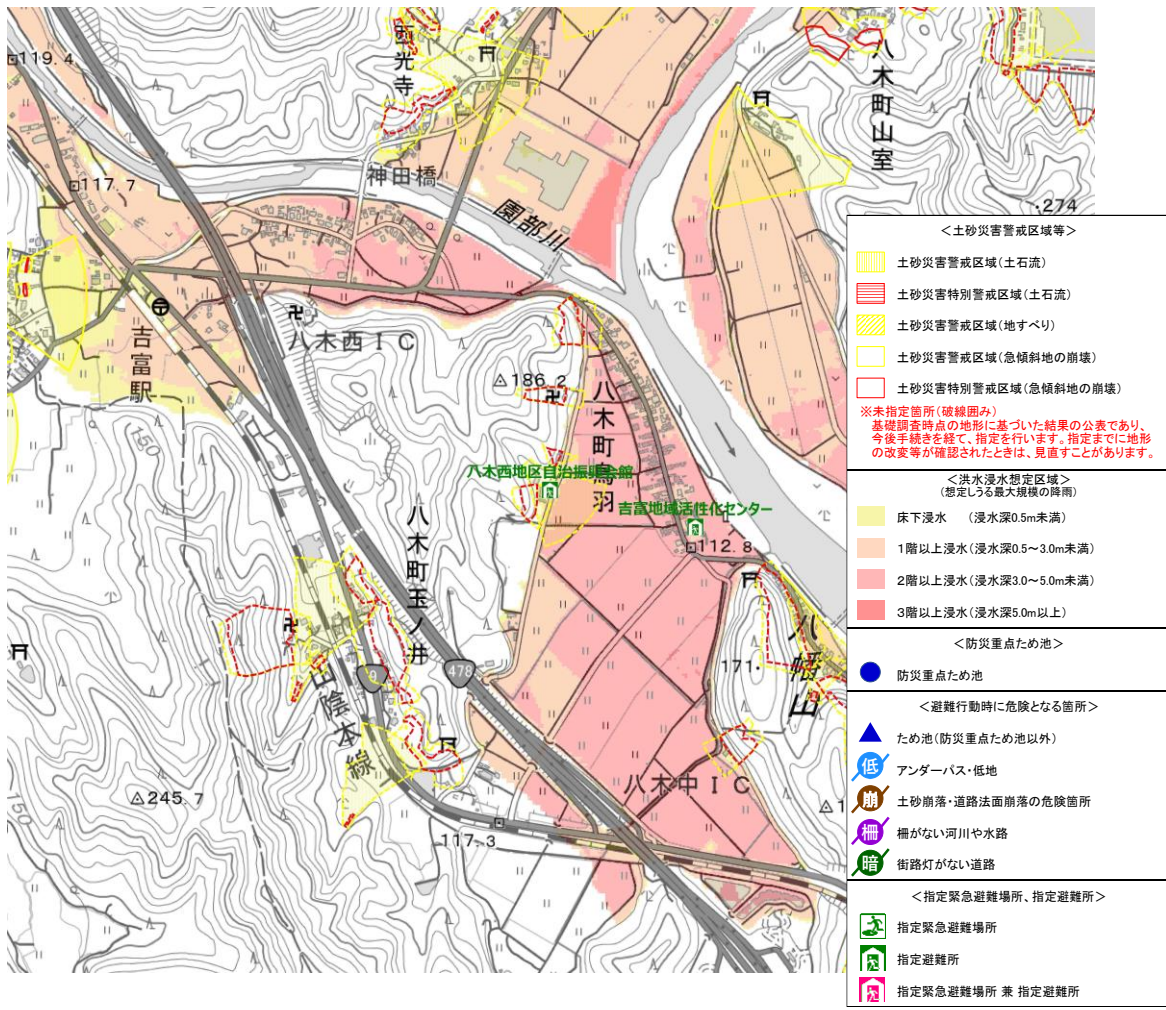 119.4
西光寺
八木町山室
117.7
神田橋
園部川
274
吉富駅
八木西IC
186.2
八木町鳥羽
八木西地区自治振興会館
吉富地域活性化センター
112.8
八木町玉ノ井
9
478
山陰本線
171
八幡山
八木中IC
245.7
117.3
150
150
<土砂災害警戒区域等>
土砂災害警戒区域(土石流)
土砂災害特別警戒区域(土石流)
土砂災害警戒区域(地すべり)
土砂災害警戒区域(急傾斜地の崩壊)
土砂災害特別警戒区域(急傾斜地の崩壊)
※未指定箇所(破線囲み)
基礎調査時点の地形に基づいた結果の公表であり、
今後手続きを経て、指定を行います。指定までに地形
の改変等が確認されたときは、見直すことがあります。
<洪水浸水想定区域>
(想定しうる最大規模の降雨)
床下浸水 (浸水深0.5m未満)
1階以上浸水(浸水深0.5~3.0m未満)
2階以上浸水(浸水深3.0~5.0m未満)
3階以上浸水(浸水深5.0m以上)
<防災重点ため池>
防災重点ため池
<避難行動時に危険となる箇所>
ため池(防災重点ため池以外)
低 アンダーパス・低地
崩 土砂崩落・道路法面崩落の危険箇所
柵 柵がない河川や水路
暗 街路灯がない道路
<指定緊急避難場所、指定避難所>
指定緊急避難場所
指定避難所
指定緊急避難場所 兼 指定避難所